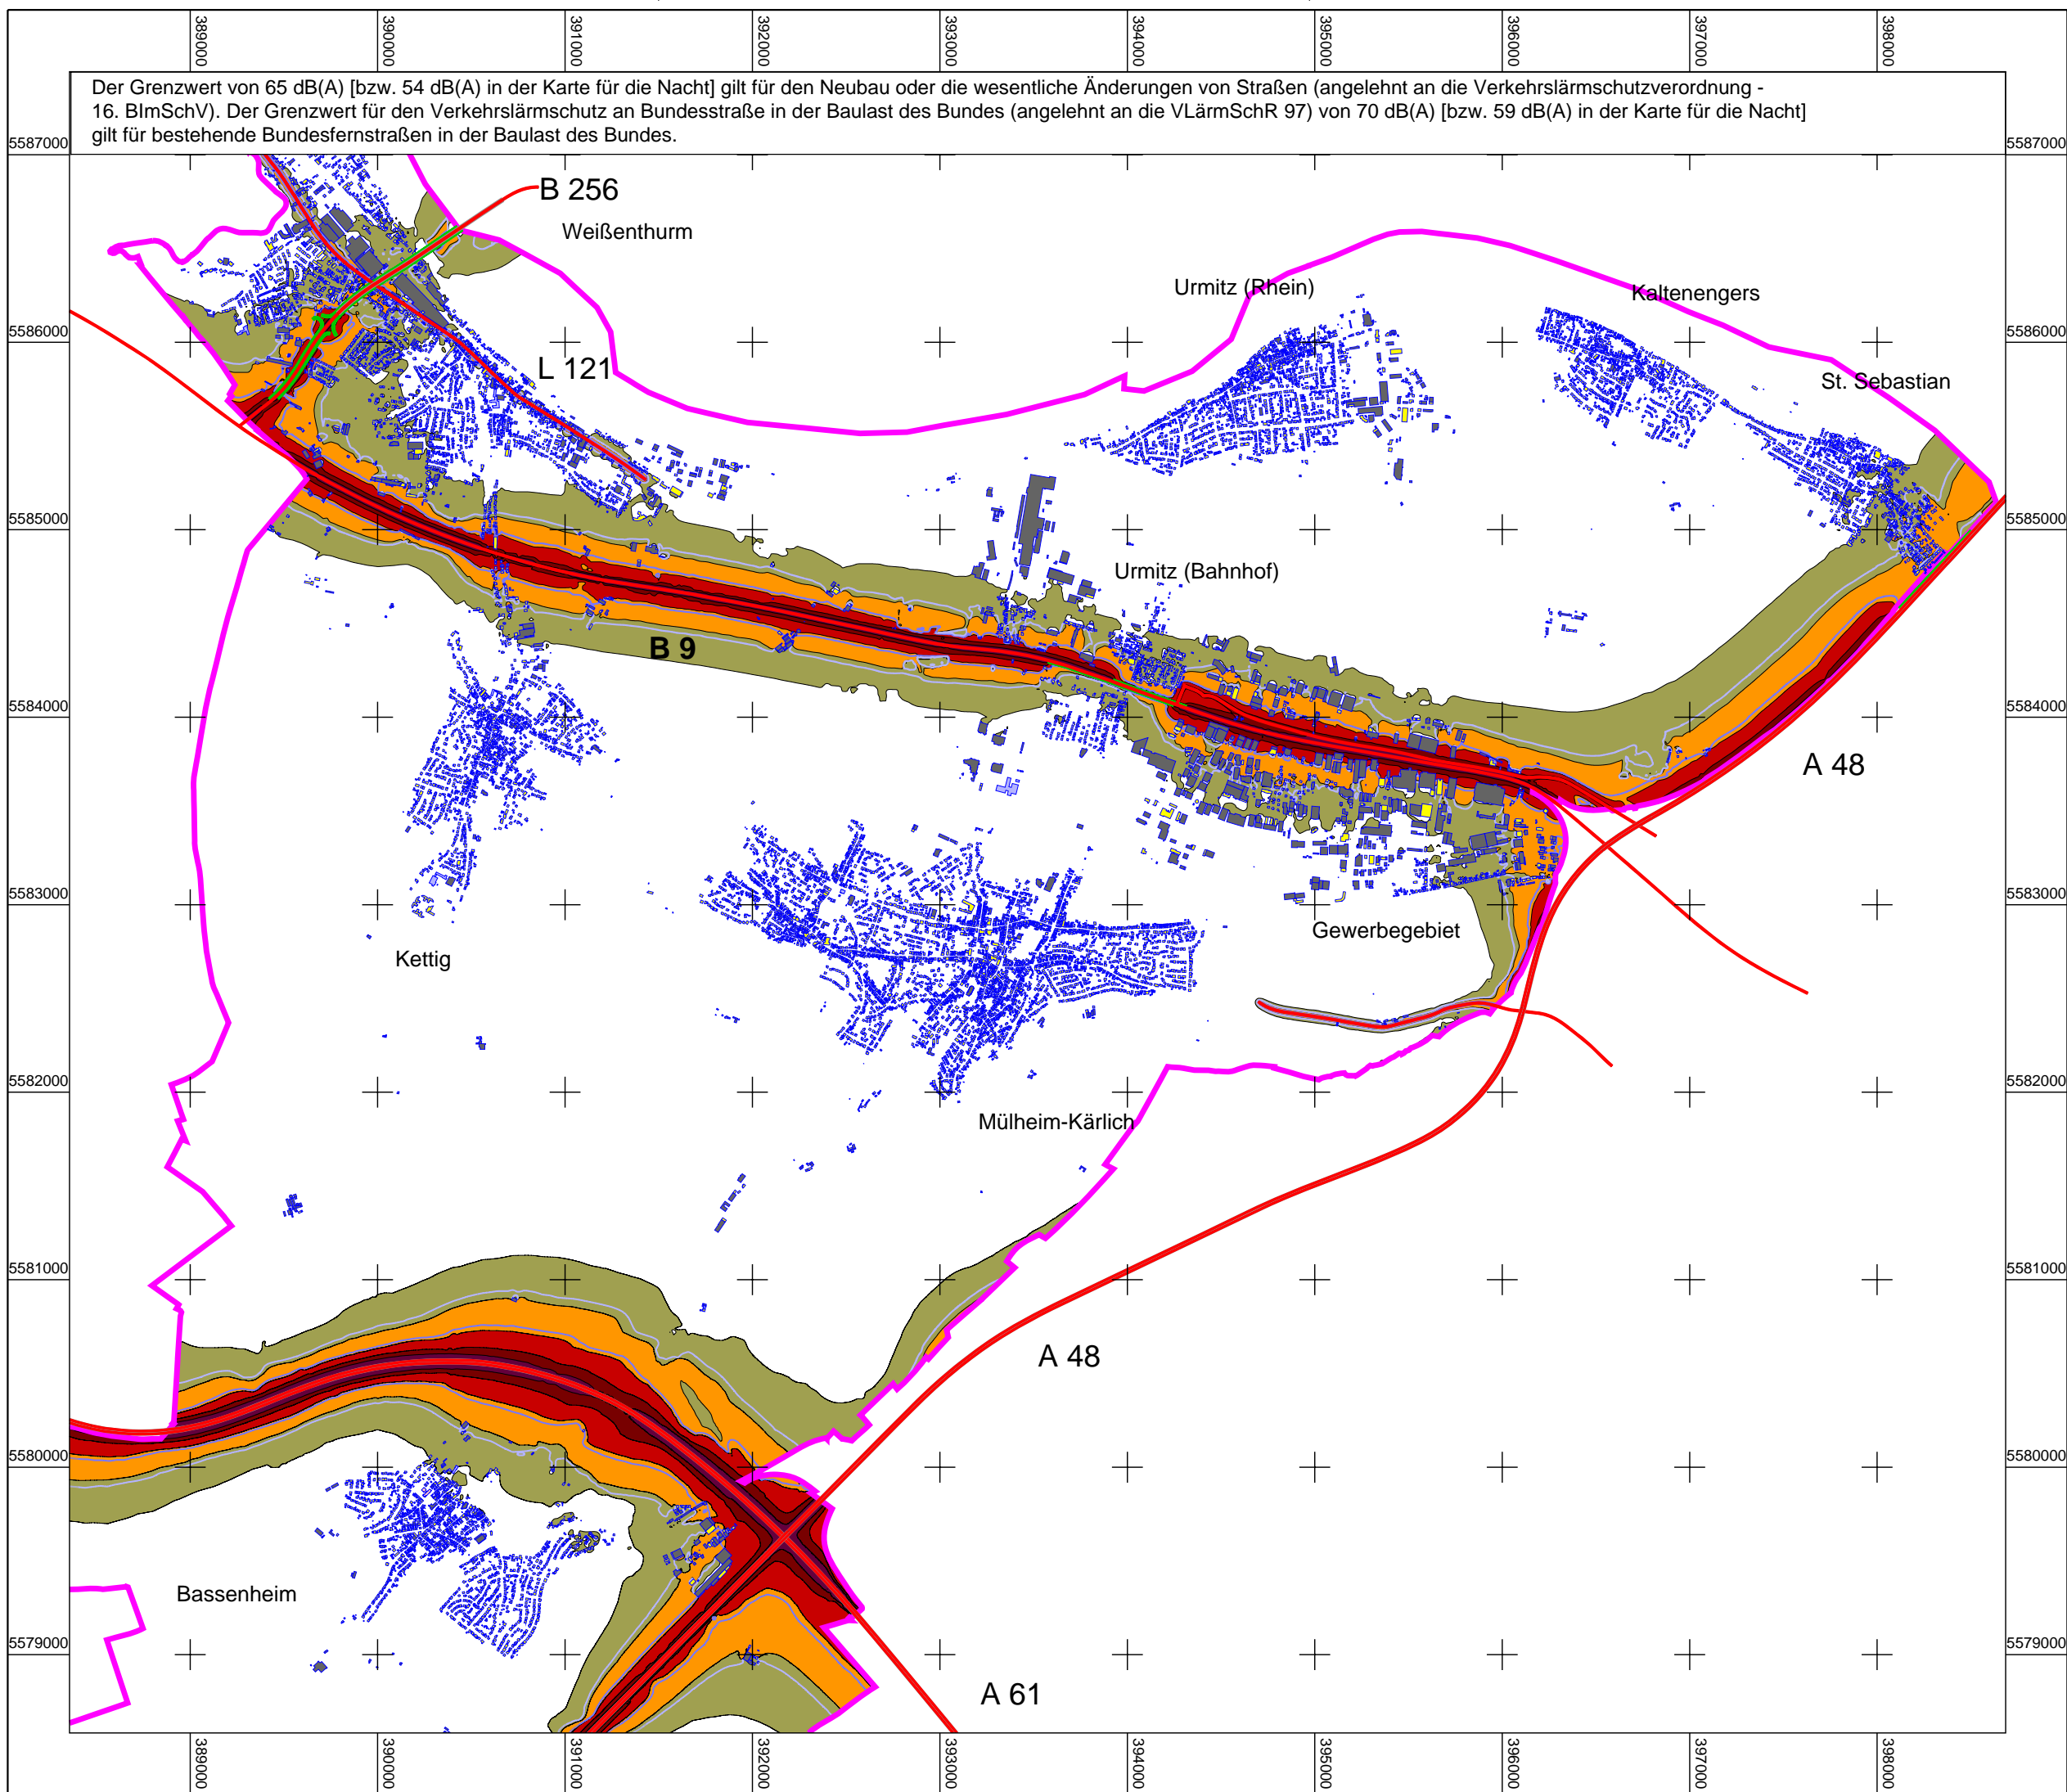 389000 390000 391000 392000 393000 394000 395000 396000 397000 398000
Der Grenzwert von 65 dB(A) [bzw. 54 dB(A) in der Karte für die Nacht] gilt für den Neubau oder die wesentliche Änderungen von Straßen (angelehnt an die Verkehrslärmschutzverordnung -
16. BImSchV). Der Grenzwert für den Verkehrslärmschutz an Bundesstraße in der Baulast des Bundes (angelehnt an die VLärmSchR 97) von 70 dB(A) [bzw. 59 dB(A) in der Karte für die Nacht]
gilt für bestehende Bundesfernstraßen in der Baulast des Bundes.
5587000 5587000
B 256
Weißenthurm
Urmitz (Rhein)
Kaltenengers
5586000 5586000
L 121
St. Sebastian
5585000 5585000
Urmitz (Bahnhof)
B 9
5584000 5584000
A 48
5583000 5583000
Gewerbegebiet
Kettig
5582000 5582000
Mülheim-Kärlich
5581000 5581000
A 48
5580000 5580000
Bassenheim
5579000 5579000
A 61
389000 390000 391000 392000 393000 394000 395000 396000 397000 398000